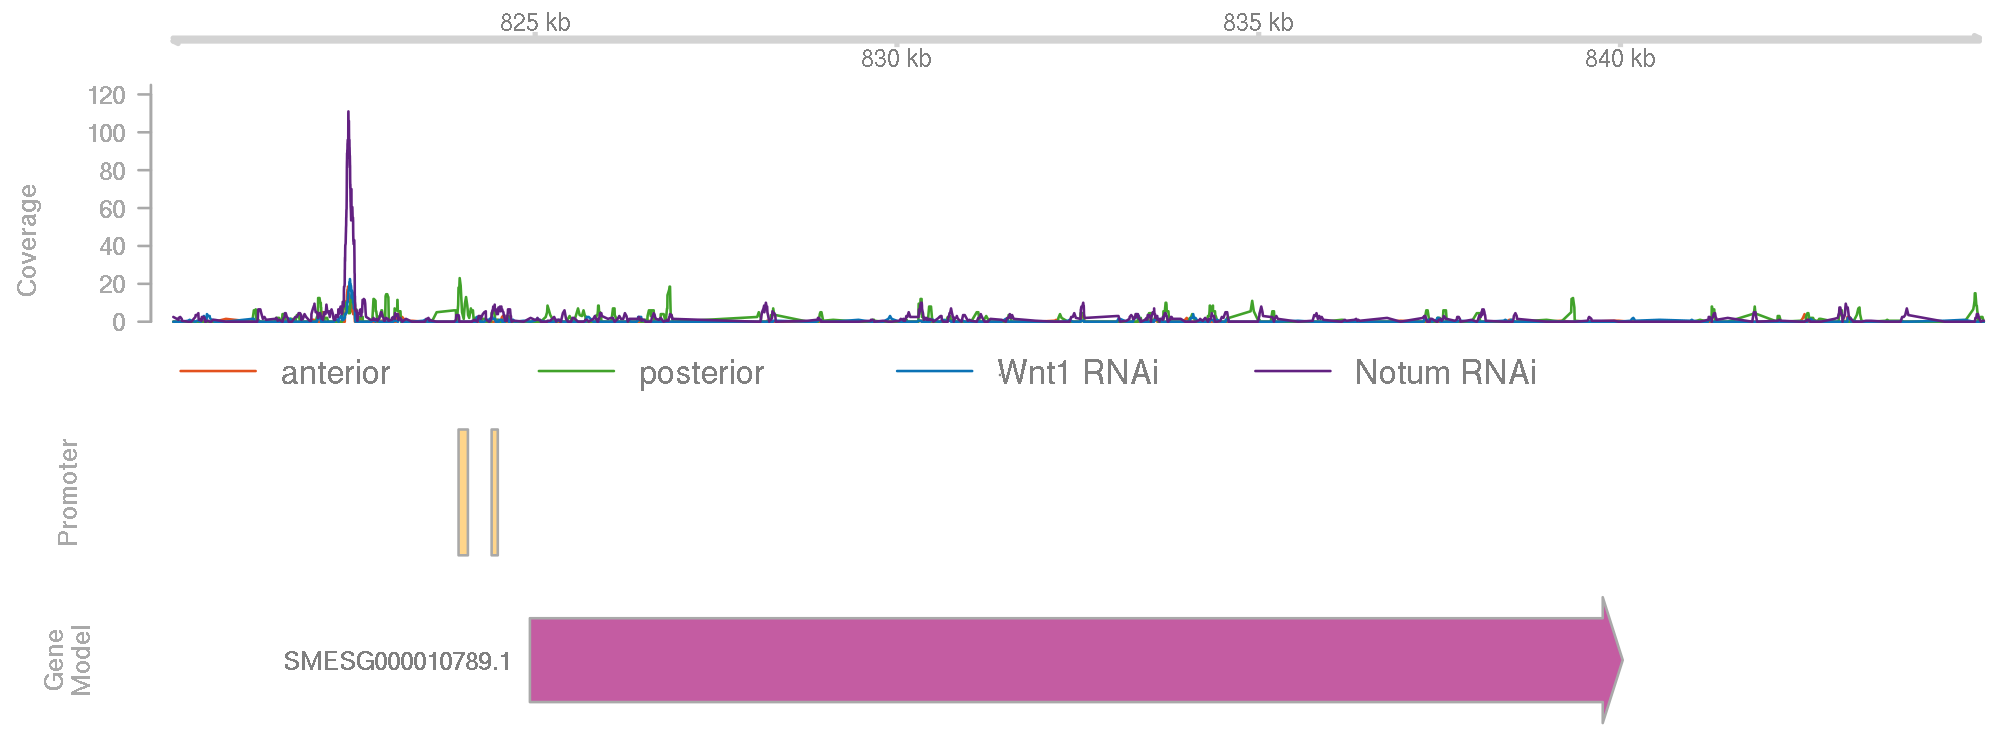 825 kb
835 kb
830 kb
840 kb
Coverage
120
100
80
60
40
20
0
anterior
posterior
Wnt1 RNAi
Notum RNAi
Promoter
Gene
Model
SMESG000010789.1